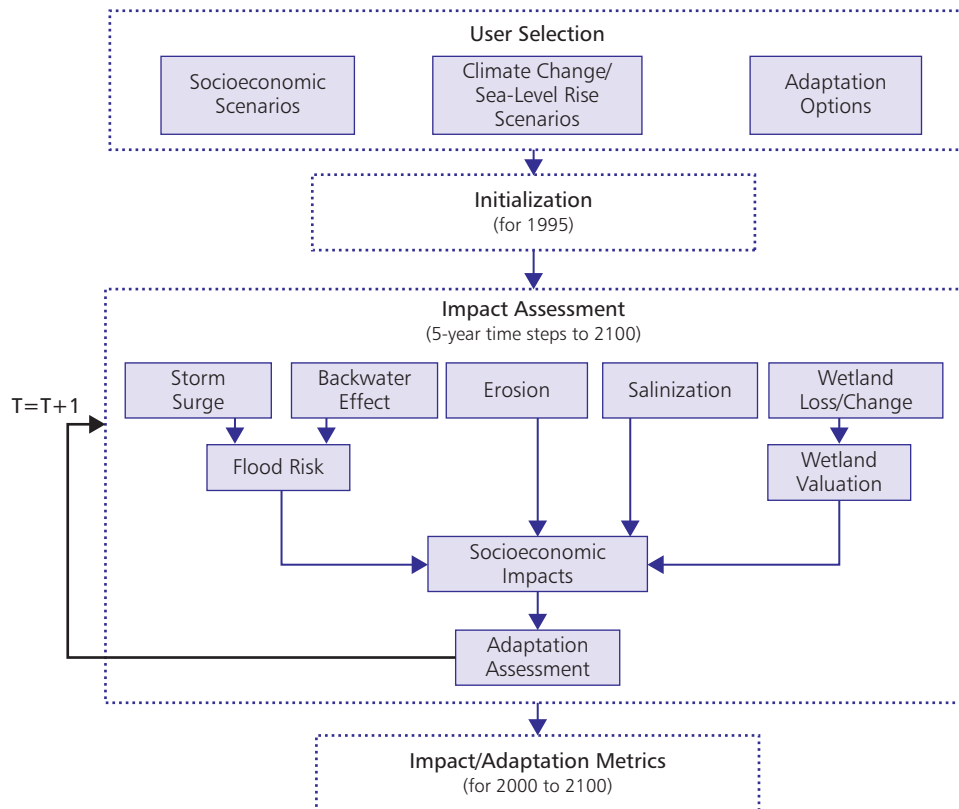 User Selection
Socioeconomic
Scenarios
Climate Change/
Sea-Level Rise
Scenarios
Adaptation
Options
Initialization
(for 1995)
Impact Assessment
(5-year time steps to 2100)
Storm
Surge
Backwater
Effect
Erosion
Salinization
Wetland
Loss/Change
T=T+1
Flood Risk
Wetland
Valuation
Socioeconomic
Impacts
Adaptation
Assessment
Impact/Adaptation Metrics
(for 2000 to 2100)